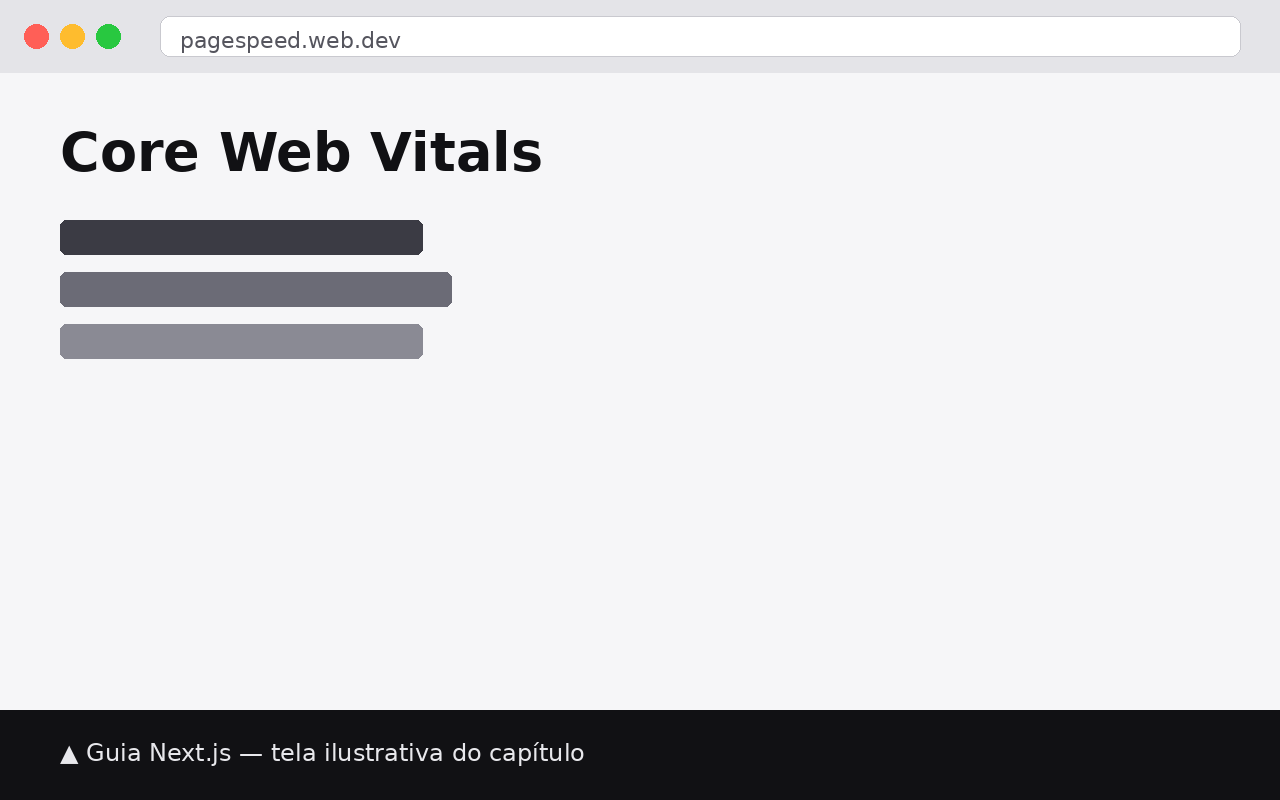 pagespeed.web.dev
Core Web Vitals
▲ Guia Next.js — tela ilustrativa do capítulo